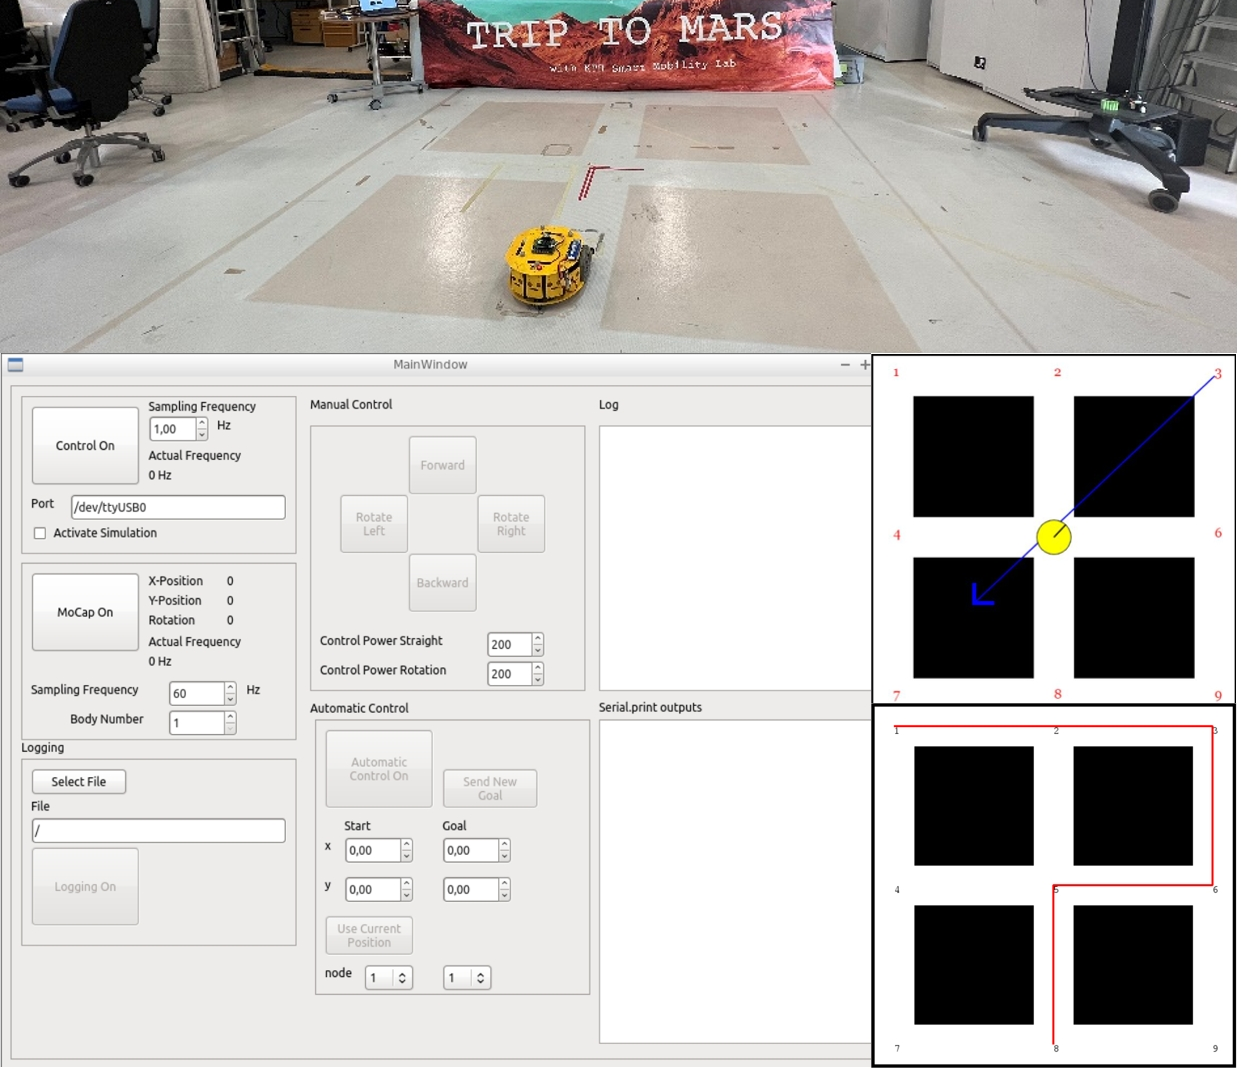 TRIP TO MARS
with KTH Smart Mobility Lab
MainWindow
Control On
Sampling Frequency
1,00 Hz
Actual Frequency
0 Hz
Port /dev/ttyUSB0
Activate Simulation
MoCap On
X-Position 0
Y-Position 0
Rotation 0
Actual Frequency
0 Hz
Sampling Frequency 60 Hz
Body Number 1
Logging
Select File
File
/
Logging On
Manual Control
Forward
Rotate
Left
Rotate
Right
Backward
Control Power Straight 200
Control Power Rotation 200
Automatic Control
Automatic
Control On
Send New
Goal
Start Goal
x 0,00 0,00
y 0,00 0,00
Use Current
Position
node 1 1
Log
Serial.print outputs
1 2 3
4 6
7 8 9
1 2 3
4 5 6
7 8 9